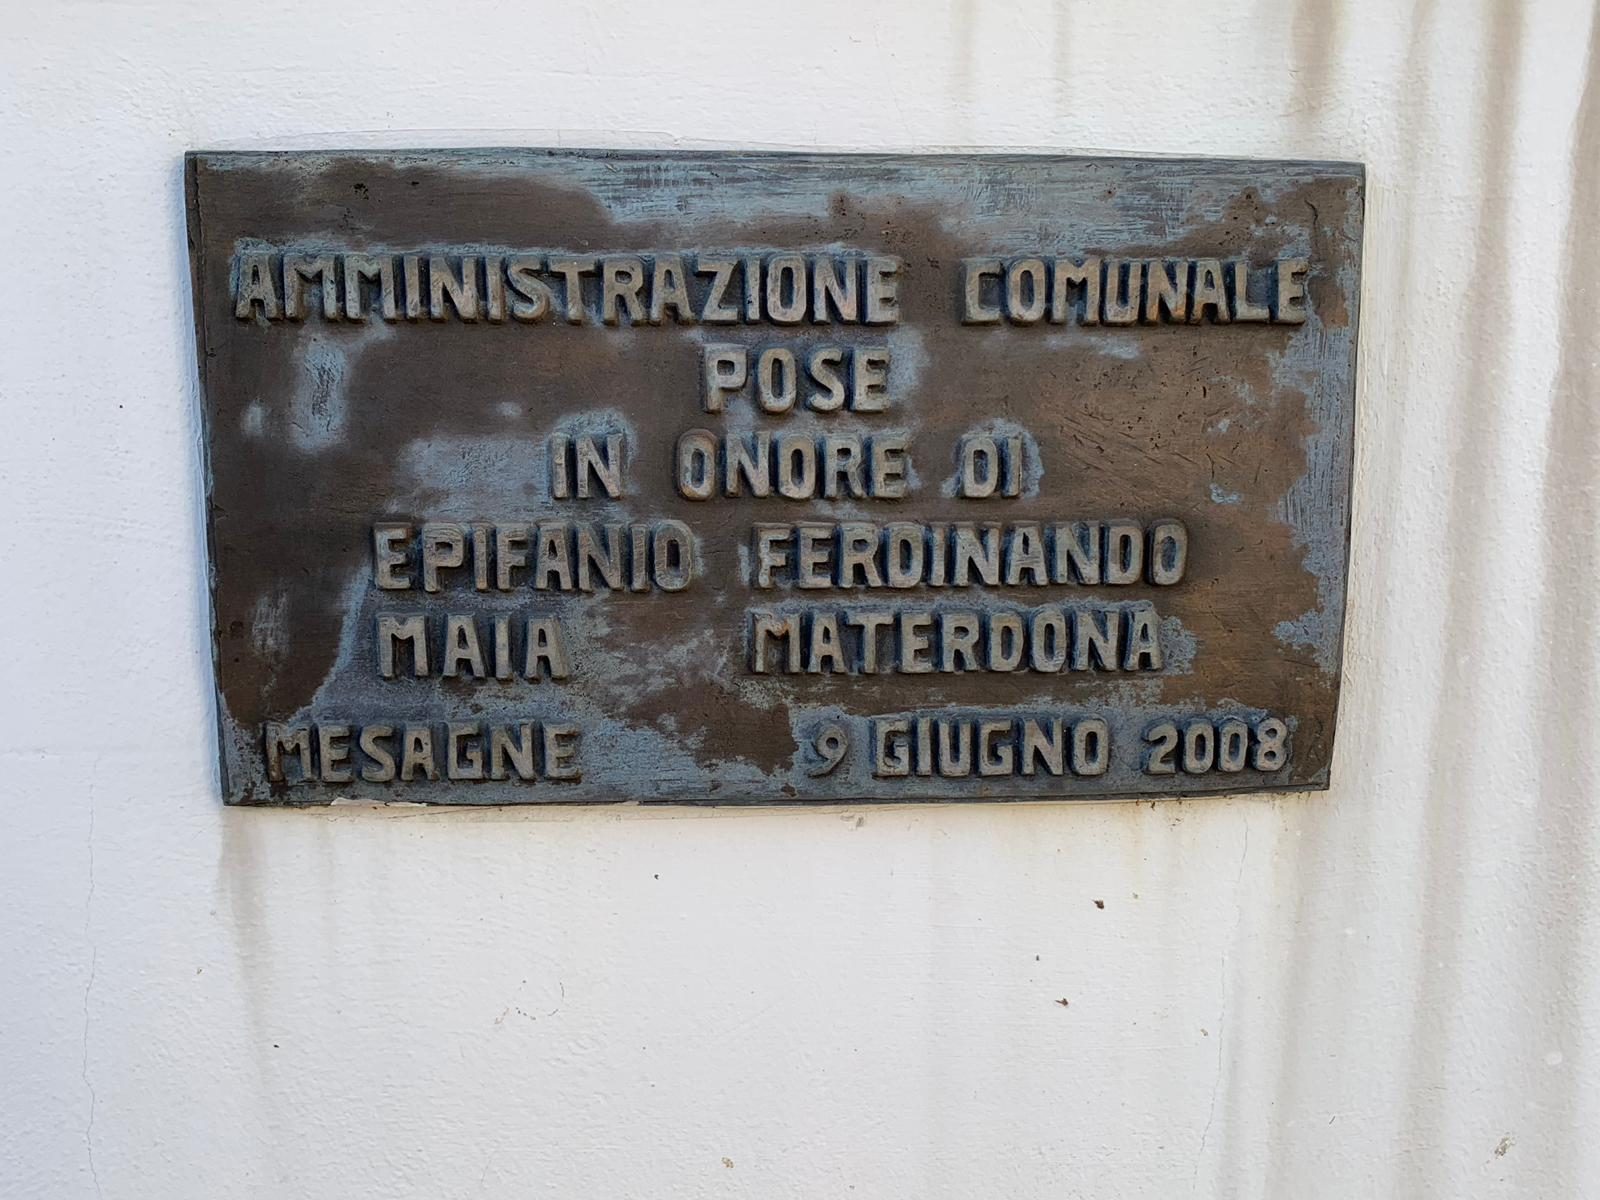 AMMINISTRAZIONE COMUNALE
POSE
IN ONORE DI
EPIFANIO FERDINANDO
MAIA MATERDONA
MESAGNE 9 GIUGNO 2008